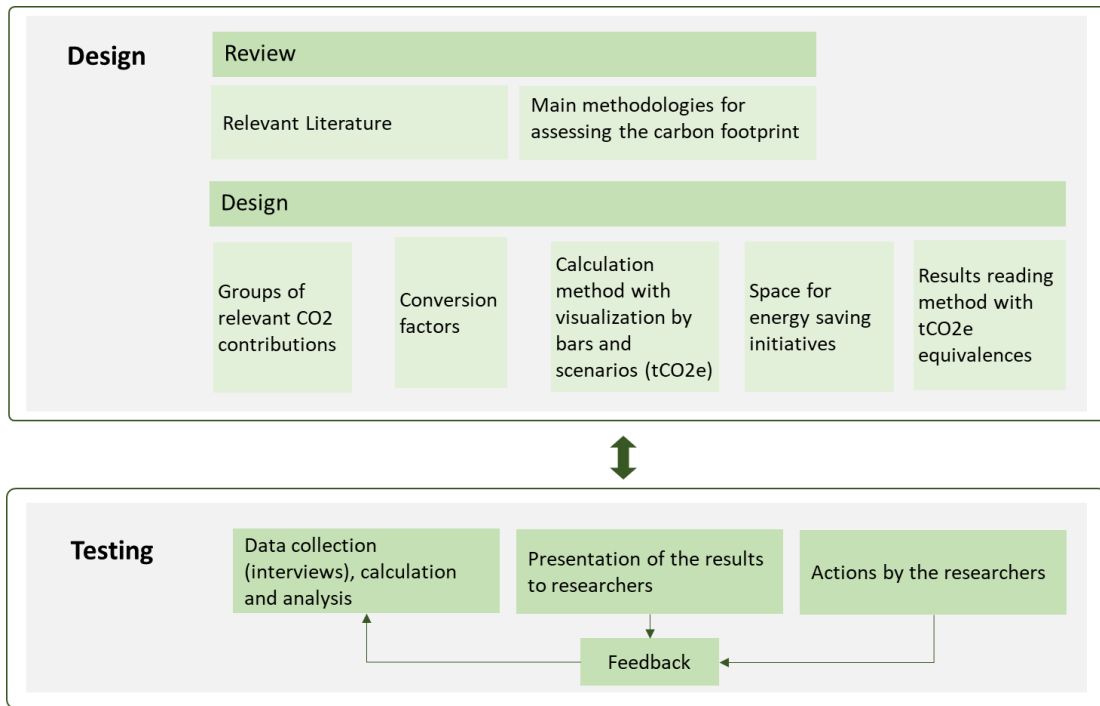 Design
Review
Relevant Literature
Main methodologies for
assessing the carbon footprint
Design
Groups of
relevant CO2
contributions
Conversion
factors
Calculation
method with
visualization by
bars and
scenarios (tCO2e)
Space for
energy saving
initiatives
Results reading
method with
tCO2e
equivalences
Testing
Data collection
(interviews), calculation
and analysis
Presentation of the results
to researchers
Actions by the researchers
Feedback